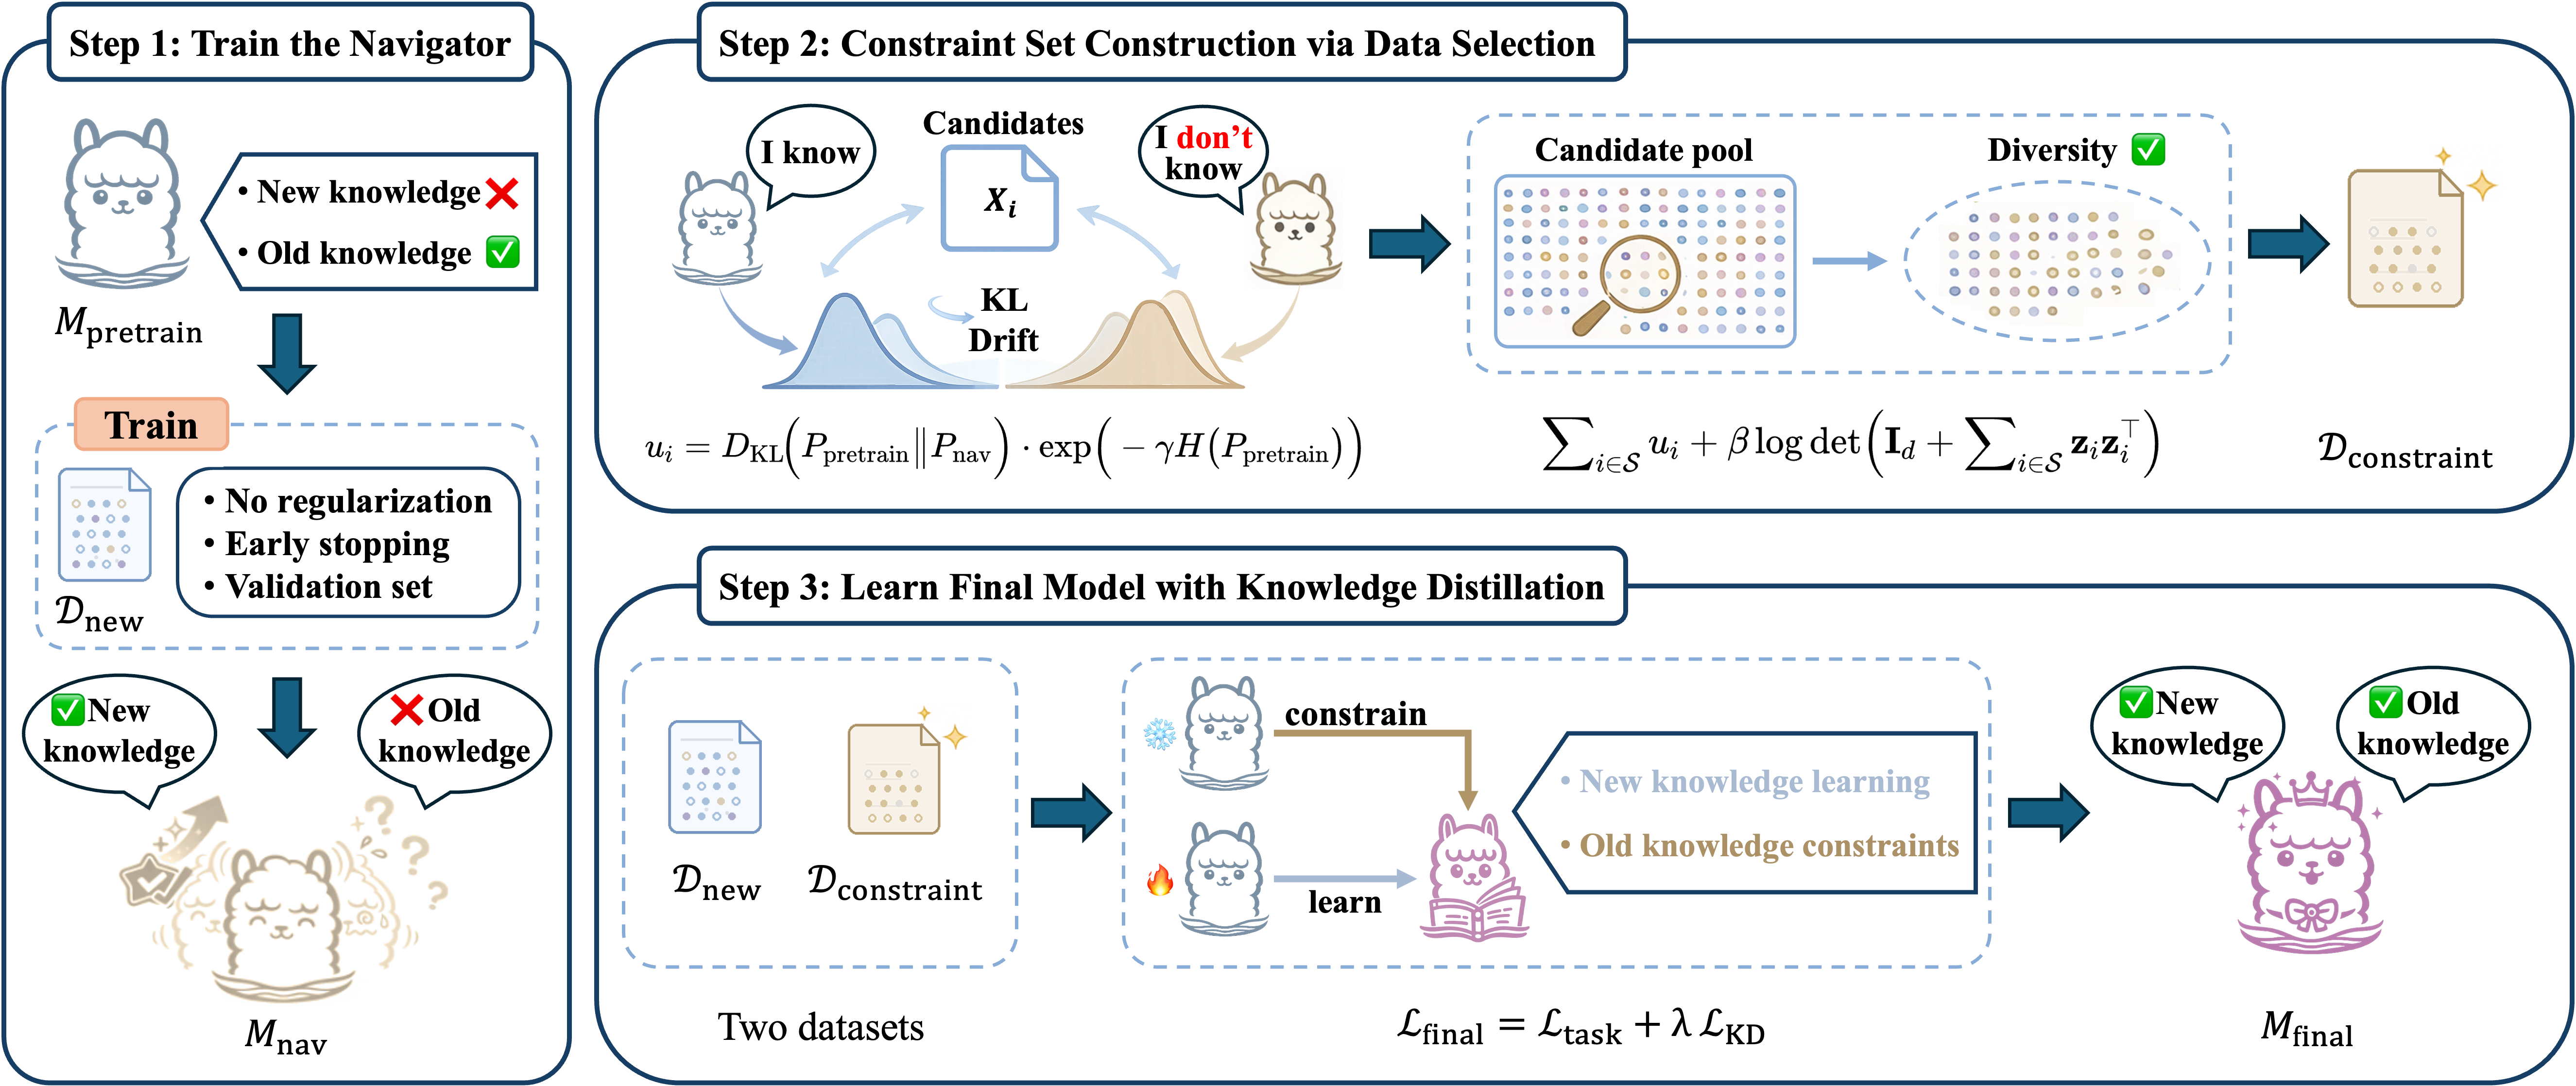 Step 1: Train the Navigator
• New knowledge ❌
• Old knowledge ✅
M_pretrain
Train
• No regularization
• Early stopping
• Validation set
𝒟_new
✅ New
knowledge
❌ Old
knowledge
M_nav
Step 2: Constraint Set Construction via Data Selection
I know
Candidates
X_i
I don't
know
KL
Drift
u_i = D_KL(P_pretrain‖P_nav) · exp(− γH(P_pretrain))
Candidate pool
Diversity ✅
∑_{i∈𝒮} u_i + β log det(I_d + ∑_{i∈𝒮} z_i z_i^⊤)
𝒟_constraint
Step 3: Learn Final Model with Knowledge Distillation
𝒟_new
𝒟_constraint
Two datasets
constrain
learn
• New knowledge learning
• Old knowledge constraints
ℒ_final = ℒ_task + λ ℒ_KD
✅ New
knowledge
✅ Old
knowledge
M_final